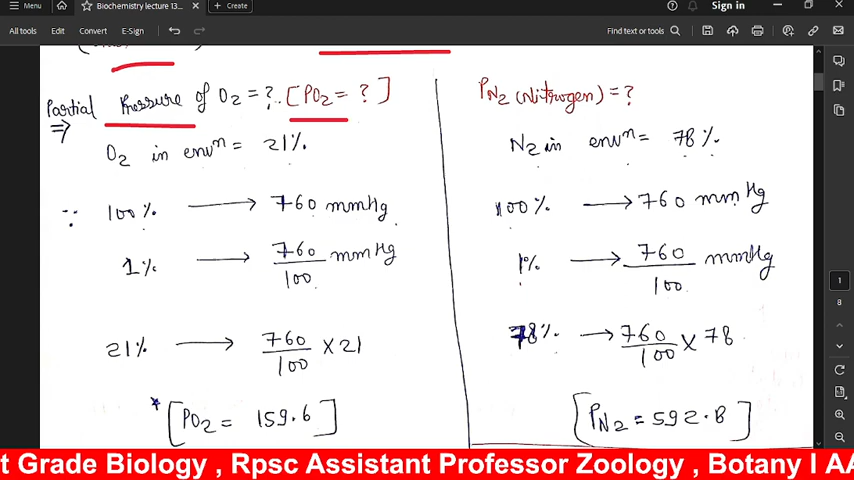 Menu
Biochemistry lecture 13...
Create
Sign in
All tools
Edit
Convert
E-Sign
Find text or tools
Partial Pressure of O2 = ?. [PO2 = ?]
⇒
O2 in envⁿ = 21%.
∵ 100% → 760 mmHg
1% → 760/100 mmHg
21% → 760/100 × 21
*[PO2 = 159.6]
PN2 (Nitrogen) = ?
N2 in envⁿ = 78%.
100% → 760 mmHg
1% → 760/100 mmHg
78% → 760/100 × 78
[PN2 = 592.8]
1
8
t Grade Biology , Rpsc Assistant Professor Zoology , Botany I AA